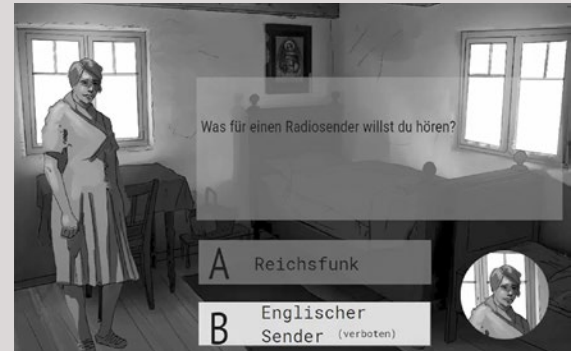 Was für einen Radiosender willst du hören?
A Reichsfunk
B Englischer
Sender (verboten)